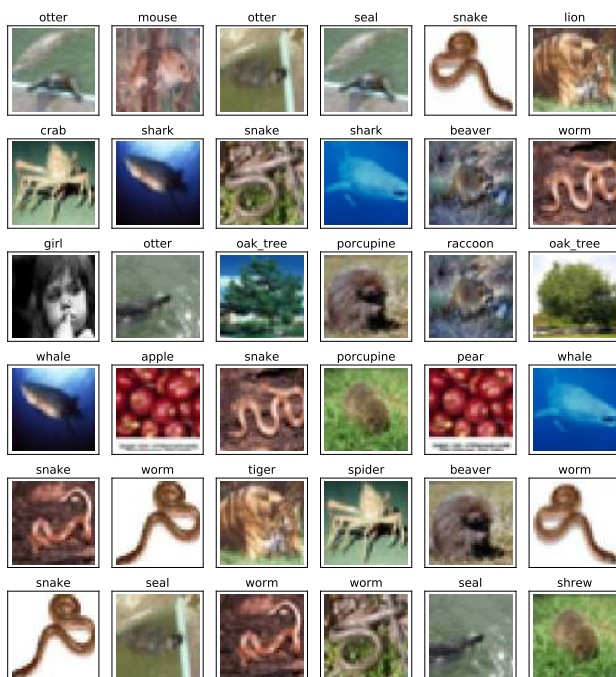 otter mouse otter seal snake lion
crab shark snake shark beaver worm
girl otter oak_tree porcupine raccoon oak_tree
whale apple snake porcupine pear whale
snake worm tiger spider beaver worm
snake seal worm worm seal shrew